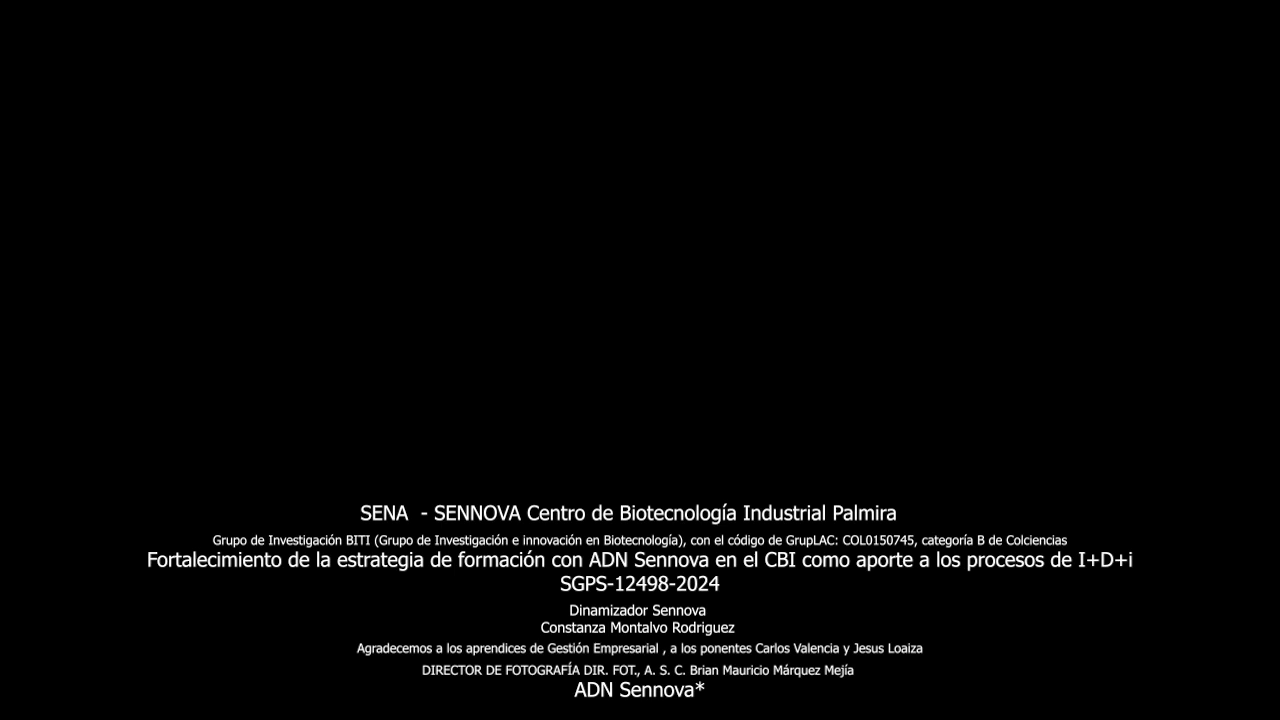 SENA - SENNOVA Centro de Biotecnología Industrial Palmira
Grupo de Investigación BITI (Grupo de Investigación e innovación en Biotecnología), con el código de GrupLAC: COL0150745, categoría B de Colciencias
Fortalecimiento de la estrategia de formación con ADN Sennova en el CBI como aporte a los procesos de I+D+i
SGPS-12498-2024
Dinamizador Sennova
Constanza Montalvo Rodriguez
Agradecemos a los aprendices de Gestión Empresarial , a los ponentes Carlos Valencia y Jesus Loaiza
DIRECTOR DE FOTOGRAFÍA DIR. FOT., A. S. C. Brian Mauricio Márquez Mejía
ADN Sennova*